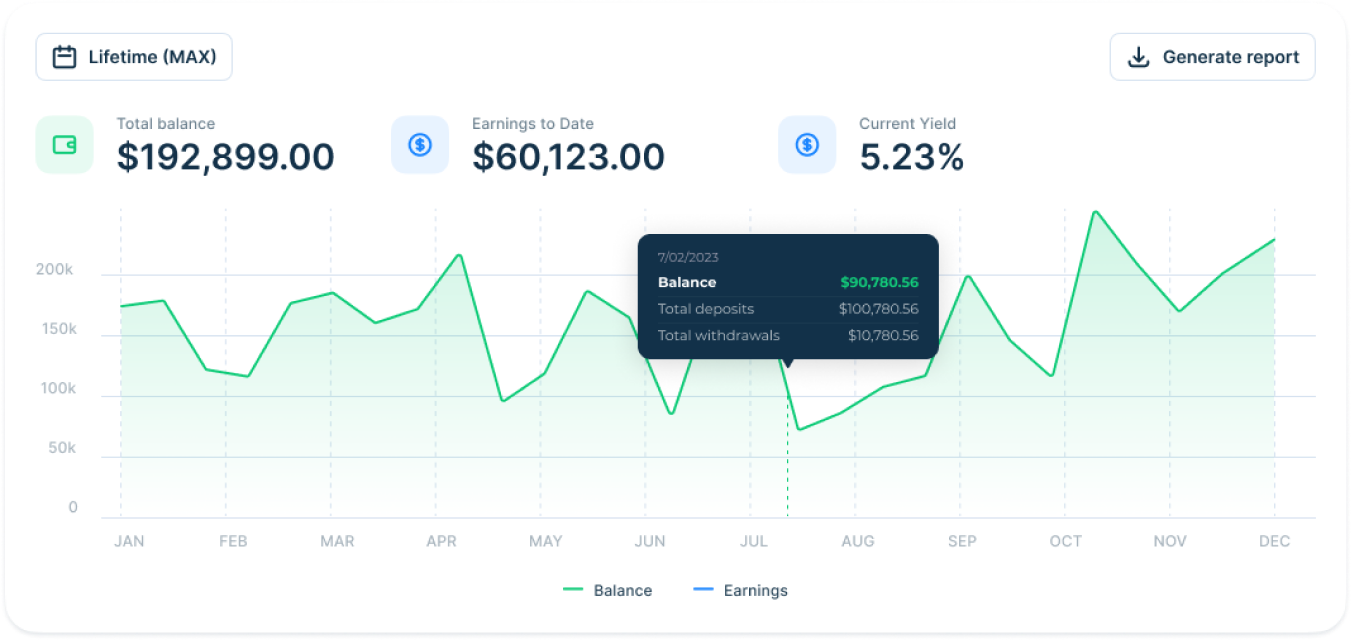 Lifetime (MAX)
Generate report
Total balance
$192,899.00
Earnings to Date
$60,123.00
Current Yield
5.23%
7/02/2023
Balance $90,780.56
Total deposits $100,780.56
Total withdrawals $10,780.56
200k
150k
100k
50k
0
JAN FEB MAR APR MAY JUN JUL AUG SEP OCT NOV DEC
Balance Earnings